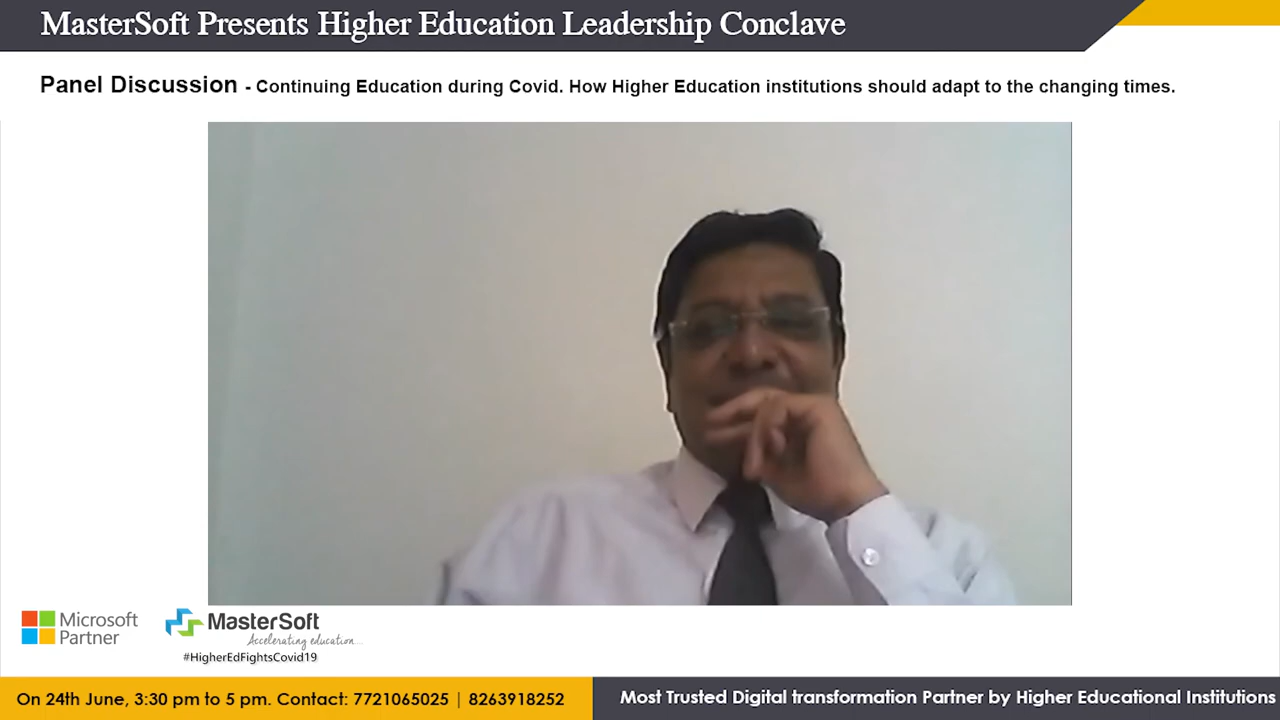 MasterSoft Presents Higher Education Leadership Conclave
Panel Discussion - Continuing Education during Covid. How Higher Education institutions should adapt to the changing times.
Microsoft
Partner
MasterSoft
Accelerating education...
#HigherEdFightsCovid19
On 24th June, 3:30 pm to 5 pm. Contact: 7721065025 | 8263918252
Most Trusted Digital transformation Partner by Higher Educational Institutions